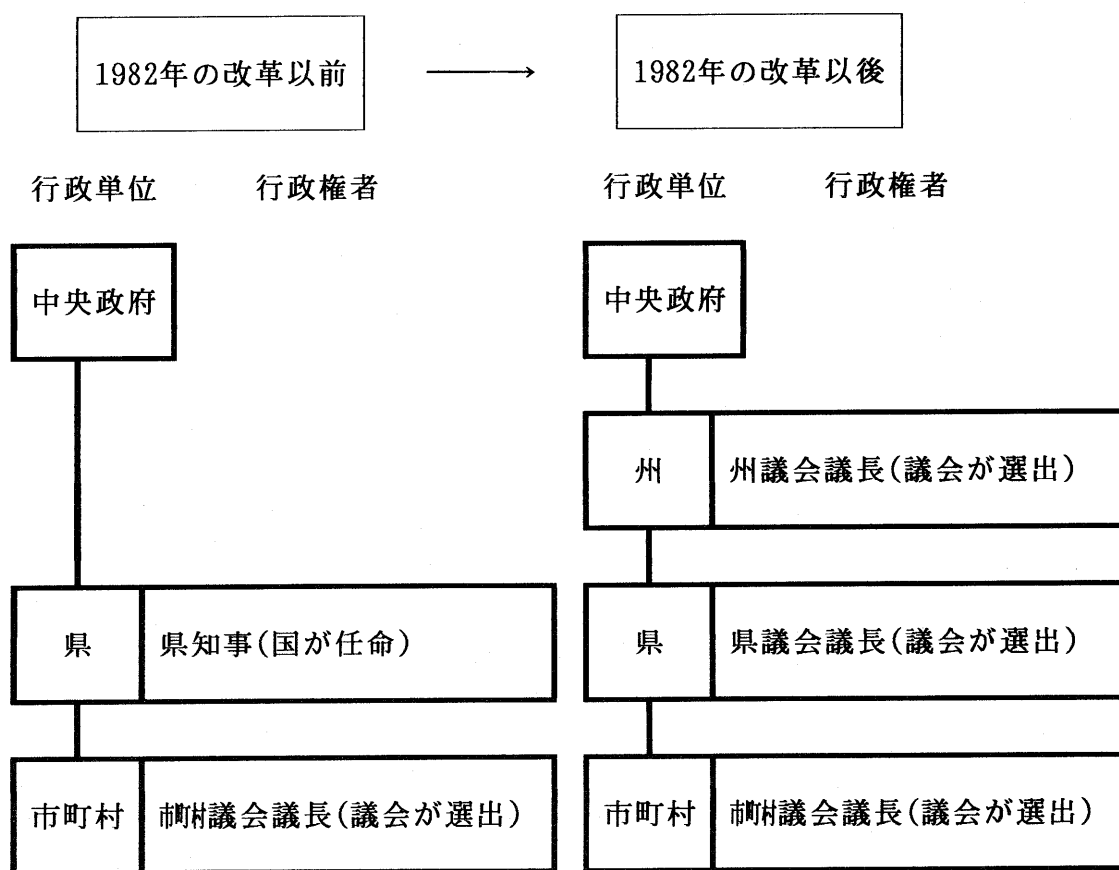 1982年の改革以前 → 1982年の改革以後
行政単位 行政権者 行政単位 行政権者
中央政府 中央政府
州 州議会議長(議会が選出)
県 県知事(国が任命) 県 県議会議長(議会が選出)
市町村 市町村議会議長(議会が選出) 市町村 市町村議会議長(議会が選出)